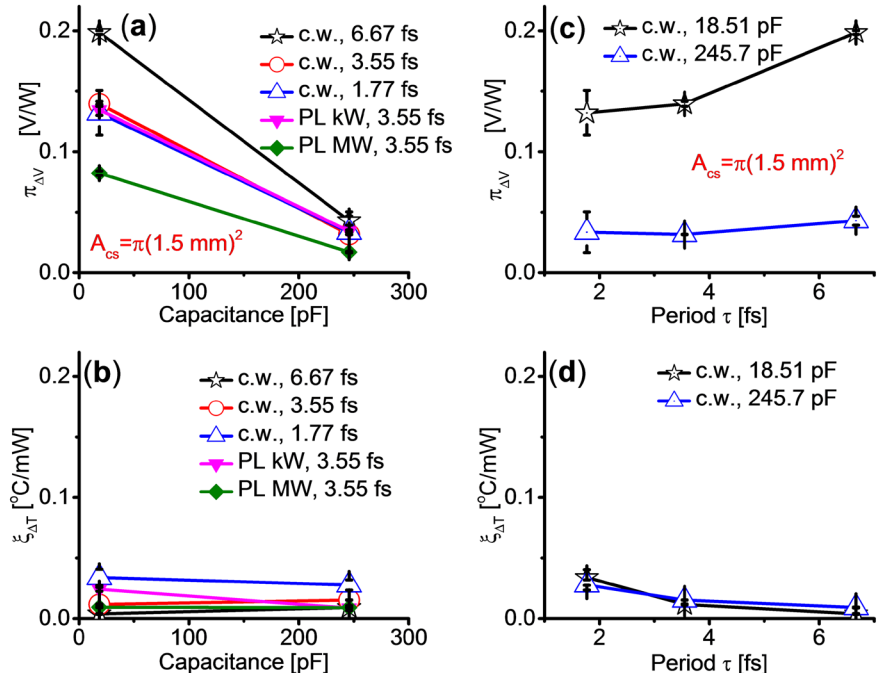 (a)
c.w., 6.67 fs
c.w., 3.55 fs
c.w., 1.77 fs
PL kW, 3.55 fs
PL MW, 3.55 fs
A_cs=π(1.5 mm)²
π_ΔV [V/W]
0.2
0.1
0.0
0 100 200 300
Capacitance [pF]
(c)
c.w., 18.51 pF
c.w., 245.7 pF
A_cs=π(1.5 mm)²
π_ΔV [V/W]
0.2
0.1
0.0
2 4 6
Period τ [fs]
(b)
c.w., 6.67 fs
c.w., 3.55 fs
c.w., 1.77 fs
PL kW, 3.55 fs
PL MW, 3.55 fs
ξ_ΔT [°C/mW]
0.2
0.1
0.0
0 100 200 300
Capacitance [pF]
(d)
c.w., 18.51 pF
c.w., 245.7 pF
ξ_ΔT [°C/mW]
0.2
0.1
0.0
2 4 6
Period τ [fs]